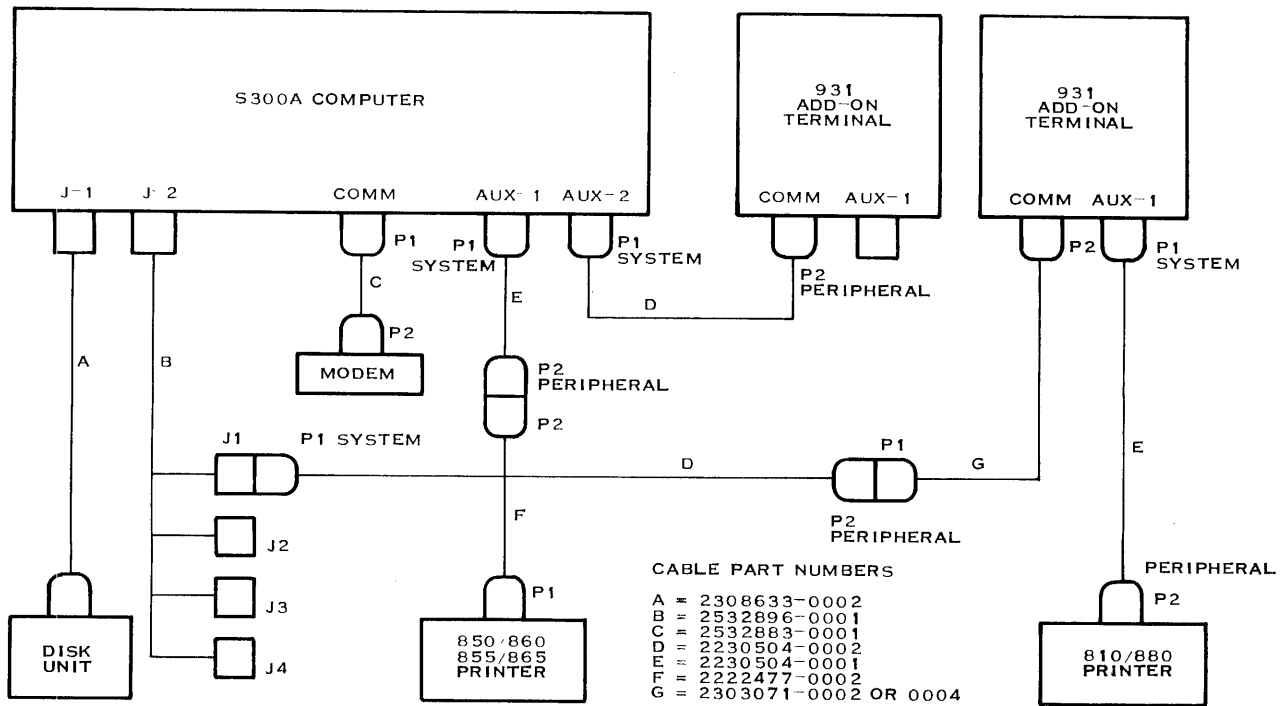 S300A COMPUTER
931
ADD-ON
TERMINAL
931
ADD-ON
TERMINAL
J-1
J-2
COMM
AUX-1
AUX-2
COMM
AUX-1
COMM
AUX-1
P1
P1
SYSTEM
P1
SYSTEM
P2
PERIPHERAL
P2
P1
SYSTEM
C
E
D
A
B
P2
MODEM
P2
PERIPHERAL
P2
J1
P1 SYSTEM
D
P1
G
E
P2
PERIPHERAL
J2
F
J3
J4
P1
DISK
UNIT
850/860
855/865
PRINTER
CABLE PART NUMBERS
A = 2308633-0002
B = 2532896-0001
C = 2532883-0001
D = 2230504-0002
E = 2230504-0001
F = 2222477-0002
G = 2303071-0002 OR 0004
PERIPHERAL
P2
810/880
PRINTER